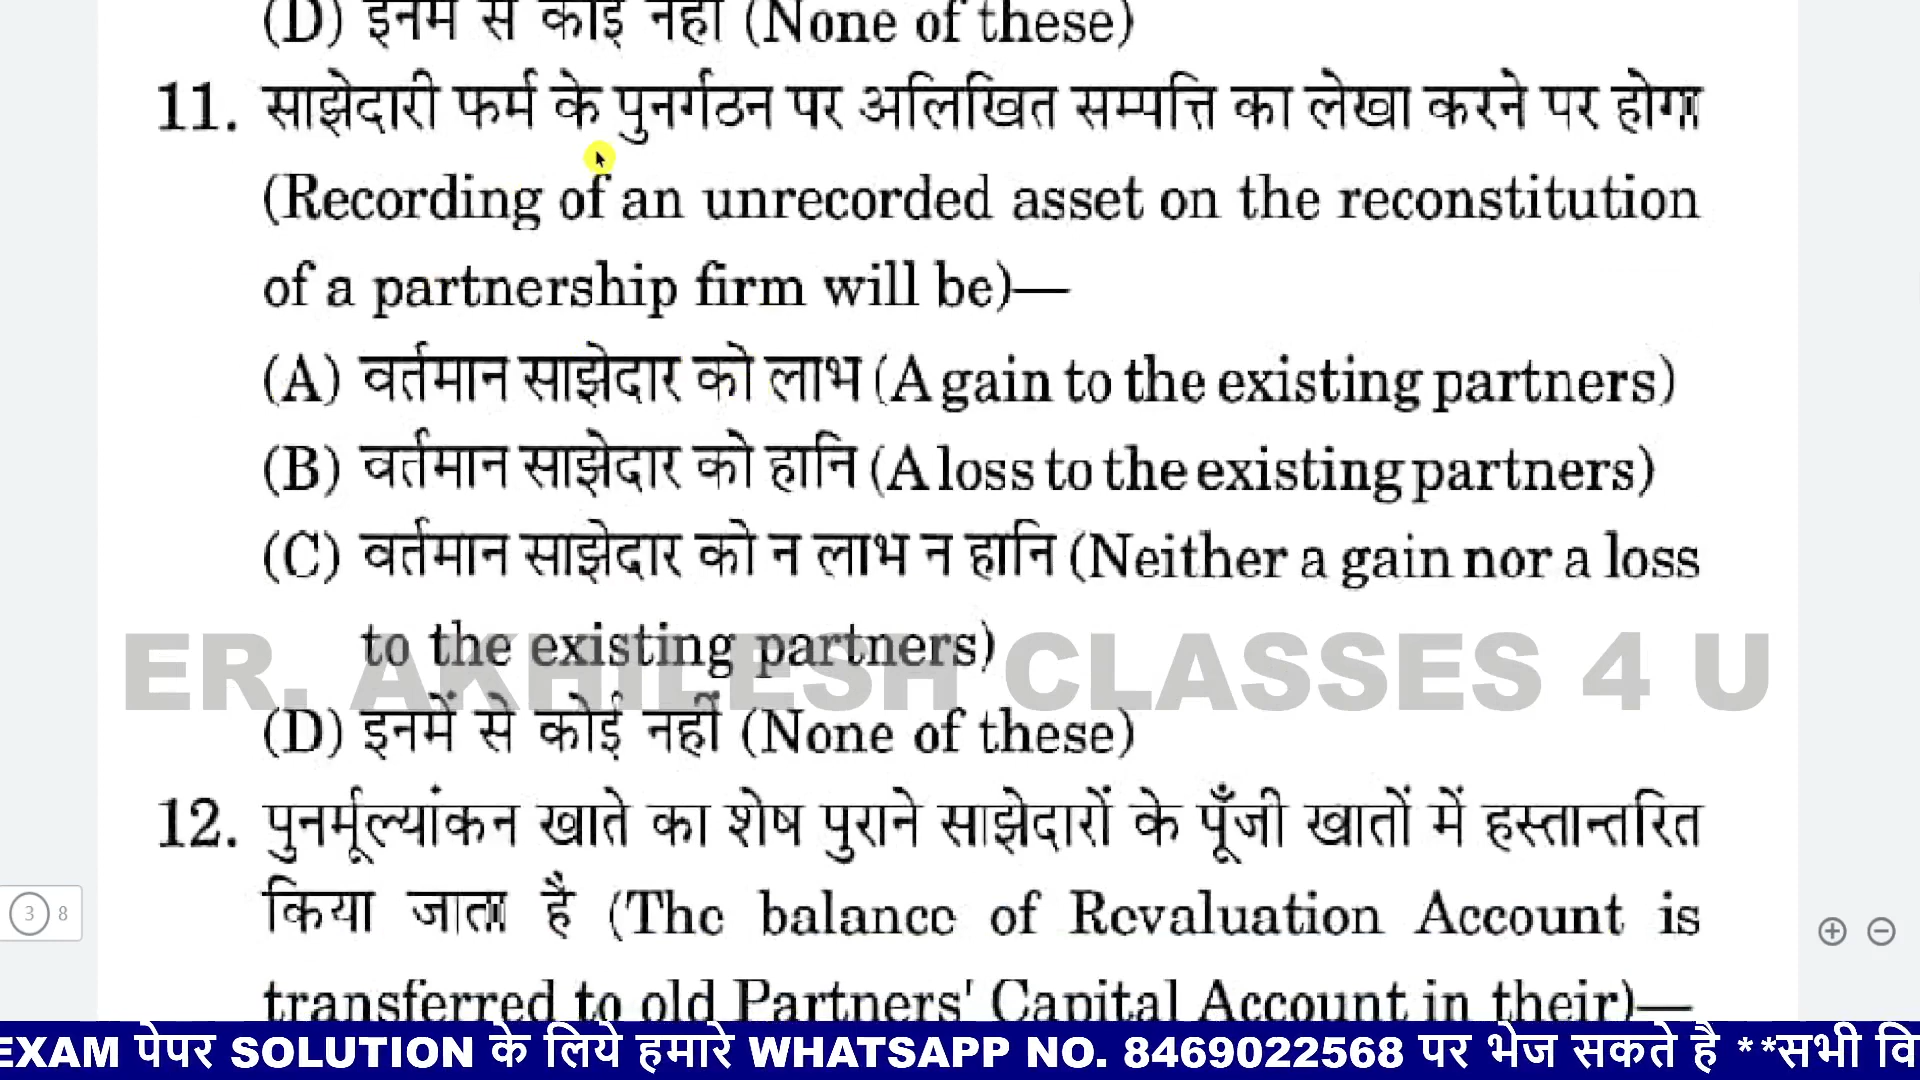 (D) इनमें से कोई नहीं (None of these)
11. साझेदारी फर्म के पुनर्गठन पर अलिखित सम्पत्ति का लेखा करने पर होगा
(Recording of an unrecorded asset on the reconstitution
of a partnership firm will be)—
(A) वर्तमान साझेदार को लाभ (A gain to the existing partners)
(B) वर्तमान साझेदार को हानि (A loss to the existing partners)
(C) वर्तमान साझेदार को न लाभ न हानि (Neither a gain nor a loss
to the existing partners)
ER. AKHILESH CLASSES 4 U
(D) इनमें से कोई नहीं (None of these)
12. पुनर्मूल्यांकन खाते का शेष पुराने साझेदारों के पूँजी खातों में हस्तान्तरित
किया जाता है (The balance of Revaluation Account is
transferred to old Partners' Capital Account in their)—
3 8
EXAM पेपर SOLUTION के लिये हमारे WHATSAPP NO. 8469022568 पर भेज सकते है **सभी वि